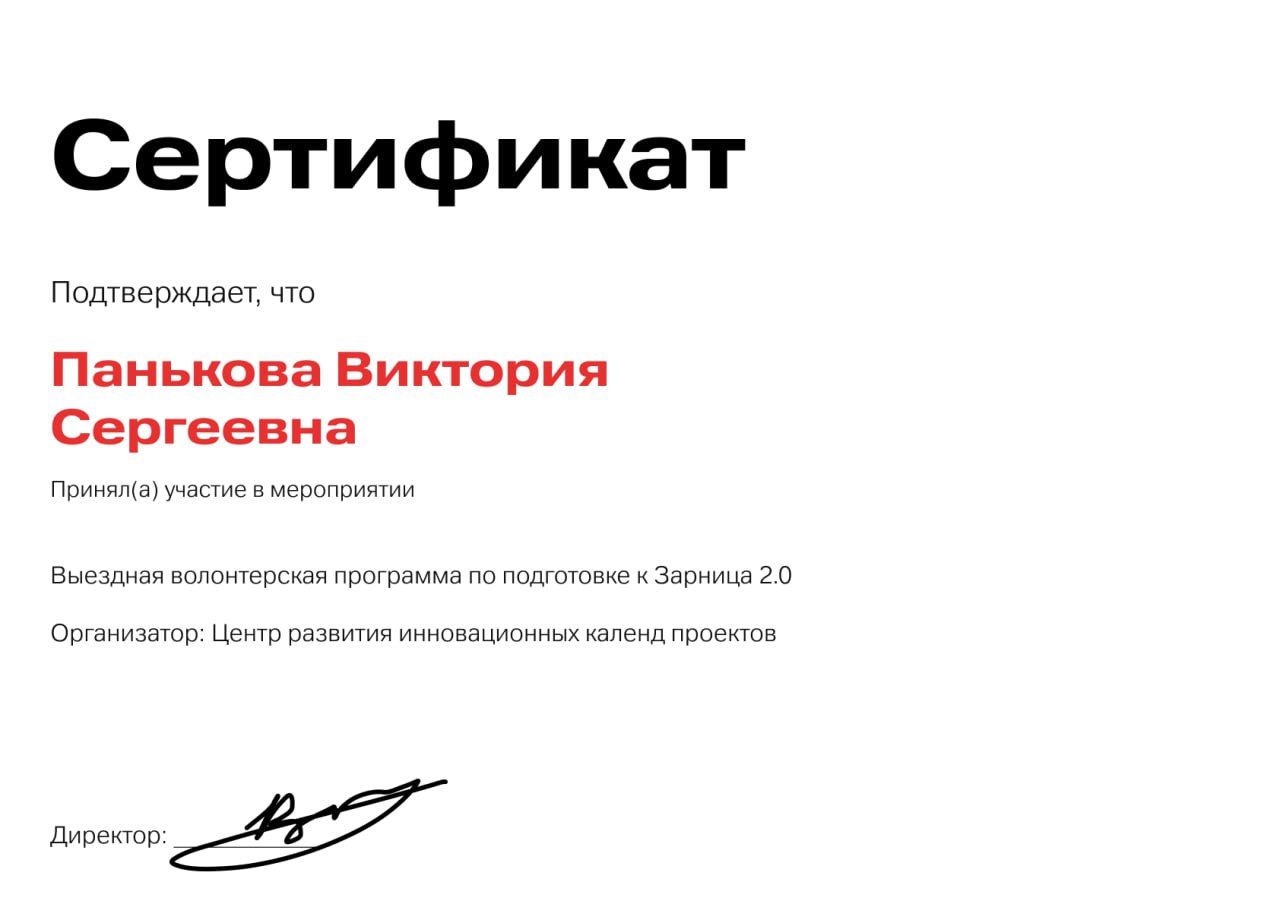 Сертификат
Подтверждает, что
Панькова Виктория
Сергеевна
Принял(а) участие в мероприятии
Выездная волонтерская программа по подготовке к Зарница 2.0
Организатор: Центр развития инновационных календ проектов
Директор: